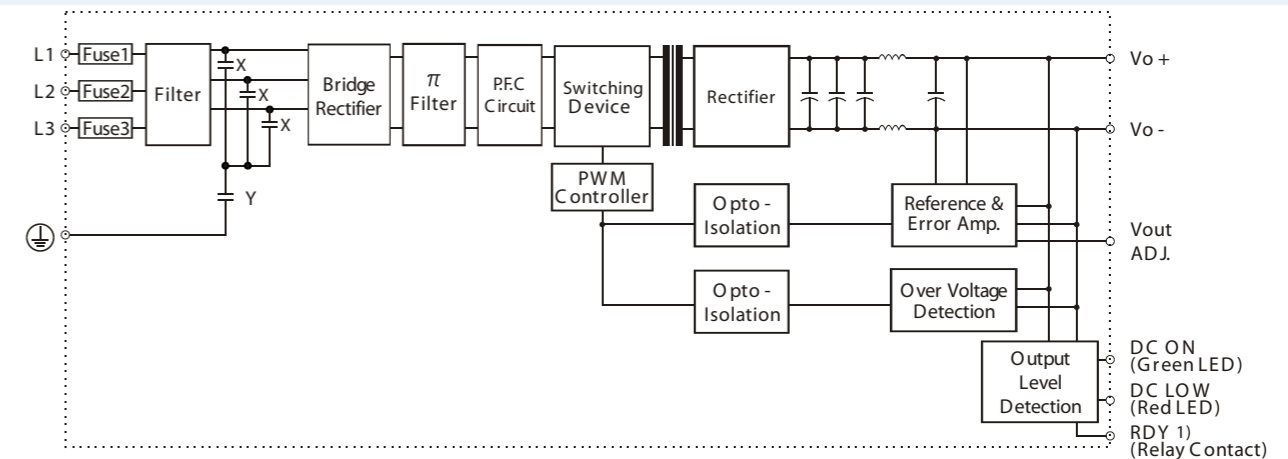 L1
Fuse1
L2
Fuse2
L3
Fuse3
Filter
X
X
X
Y
Bridge
Rectifier
π
Filter
P.F.C
Circuit
Switching
Device
Rectifier
PWM
Controller
Opto -
Isolation
Opto -
Isolation
Reference &
Error Amp.
Over Voltage
Detection
Output
Level
Detection
Vo +
Vo -
Vout
ADJ.
DC ON
(Green LED)
DC LOW
(Red LED)
RDY 1)
(Relay Contact)